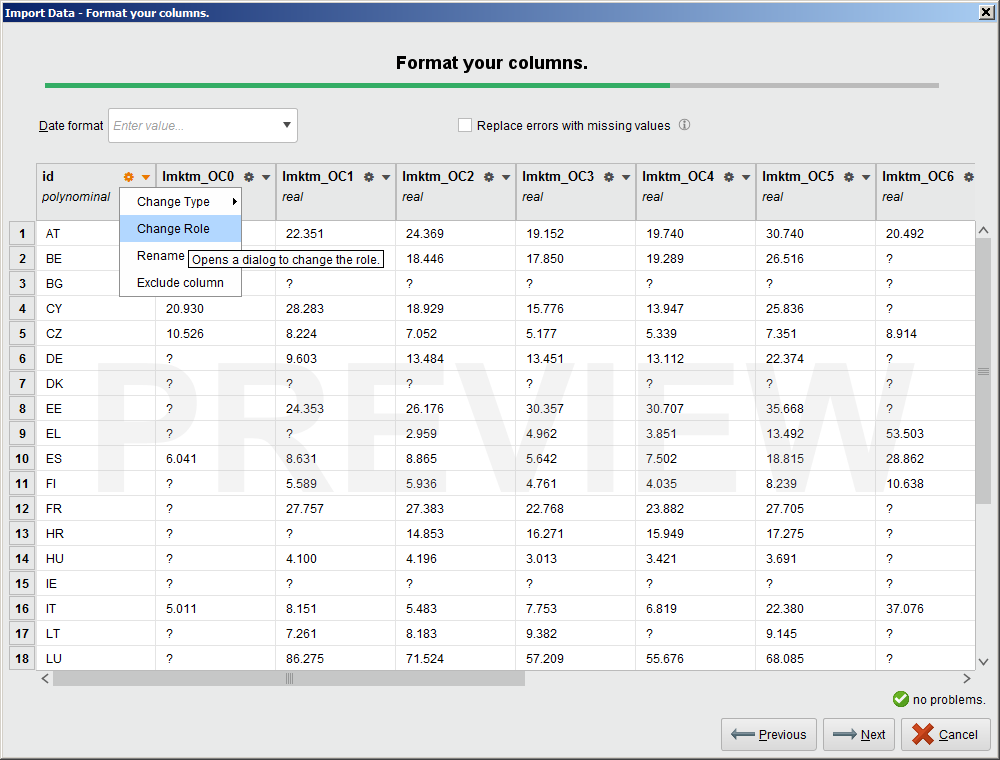 Import Data - Format your columns.
Format your columns.
Date format Enter value... Replace errors with missing values
id lmktm_OC0 lmktm_OC1 lmktm_OC2 lmktm_OC3 lmktm_OC4 lmktm_OC5 lmktm_OC6
polynominal real real real real real real
Change Type
Change Role
Rename
Opens a dialog to change the role.
Exclude column
1 AT 22.351 24.369 19.152 19.740 30.740 20.492
2 BE 18.446 17.850 19.289 26.516 ?
3 BG ? ? ? ? ? ?
4 CY 20.930 28.283 18.929 15.776 13.947 25.836 ?
5 CZ 10.526 8.224 7.052 5.177 5.339 7.351 8.914
6 DE ? 9.603 13.484 13.451 13.112 22.374 ?
7 DK ? ? ? ? ? ? ?
8 EE ? 24.353 26.176 30.357 30.707 35.668 ?
9 EL ? ? 2.959 4.962 3.851 13.492 53.503
10 ES 6.041 8.631 8.865 5.642 7.502 18.815 28.862
11 FI ? 5.589 5.936 4.761 4.035 8.239 10.638
12 FR ? 27.757 27.383 22.768 23.882 27.705 ?
13 HR ? ? 14.853 16.271 15.949 17.275 ?
14 HU ? 4.100 4.196 3.013 3.421 3.691 ?
15 IE ? ? ? ? ? ? ?
16 IT 5.011 8.151 5.483 7.753 6.819 22.380 37.076
17 LT ? 7.261 8.183 9.382 ? 9.145 ?
18 LU ? 86.275 71.524 57.209 55.676 68.085 ?
PREVIEW
no problems.
Previous Next Cancel